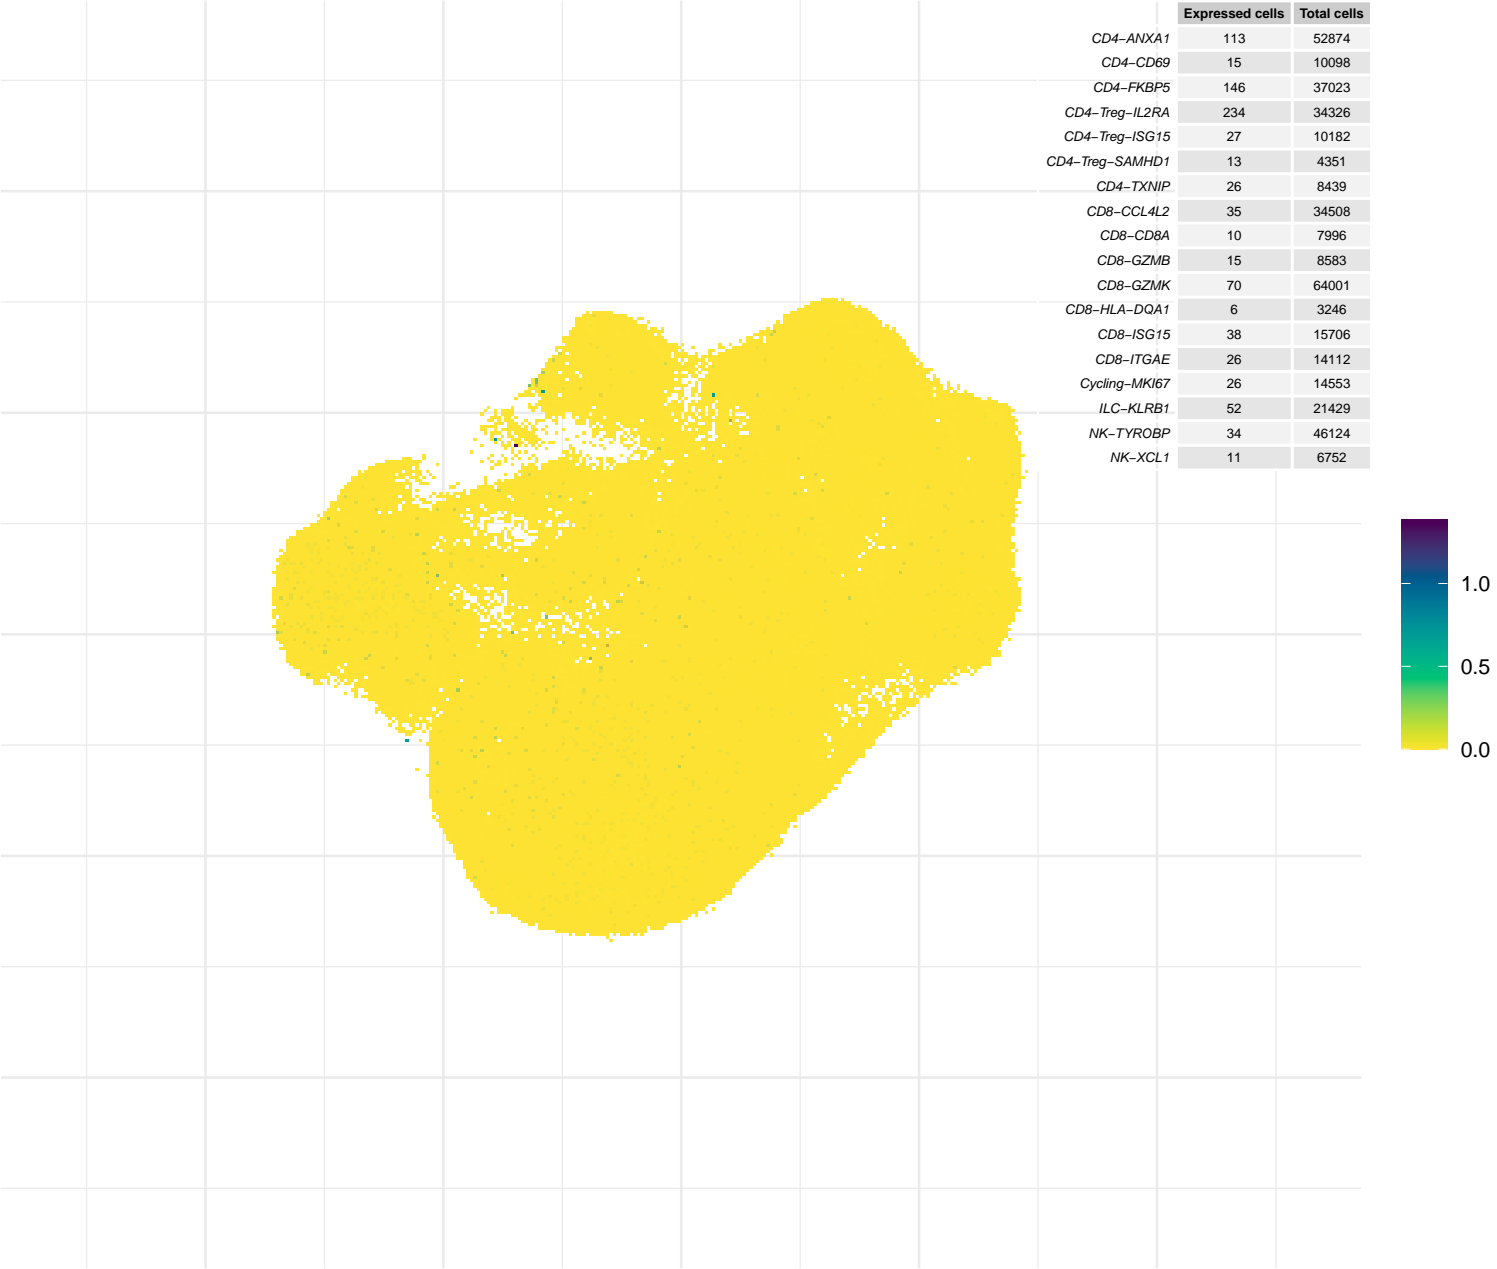 Expressed cells Total cells
CD4−ANXA1 113 52874
CD4−CD69 15 10098
CD4−FKBP5 146 37023
CD4−Treg−IL2RA 234 34326
CD4−Treg−ISG15 27 10182
CD4−Treg−SAMHD1 13 4351
CD4−TXNIP 26 8439
CD8−CCL4L2 35 34508
CD8−CD8A 10 7996
CD8−GZMB 15 8583
CD8−GZMK 70 64001
CD8−HLA−DQA1 6 3246
CD8−ISG15 38 15706
CD8−ITGAE 26 14112
Cycling−MKI67 26 14553
ILC−KLRB1 52 21429
NK−TYROBP 34 46124
NK−XCL1 11 6752
1.0
0.5
0.0